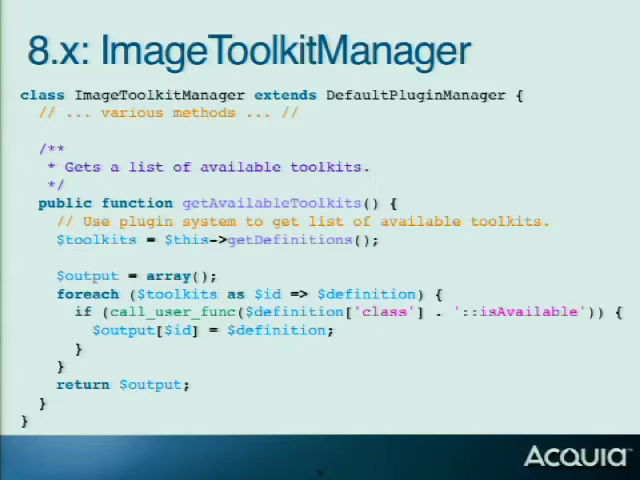 8.x: ImageToolkitManager
class ImageToolkitManager extends DefaultPluginManager {
// ... various methods ... //
/**
* Gets a list of available toolkits.
*/
public function getAvailableToolkits() {
// Use plugin system to get list of available toolkits.
$toolkits = $this->getDefinitions();
$output = array();
foreach ($toolkits as $id => $definition) {
if (call_user_func($definition['class'] . '::isAvailable')) {
$output[$id] = $definition;
}
}
return $output;
}
}
Acquia